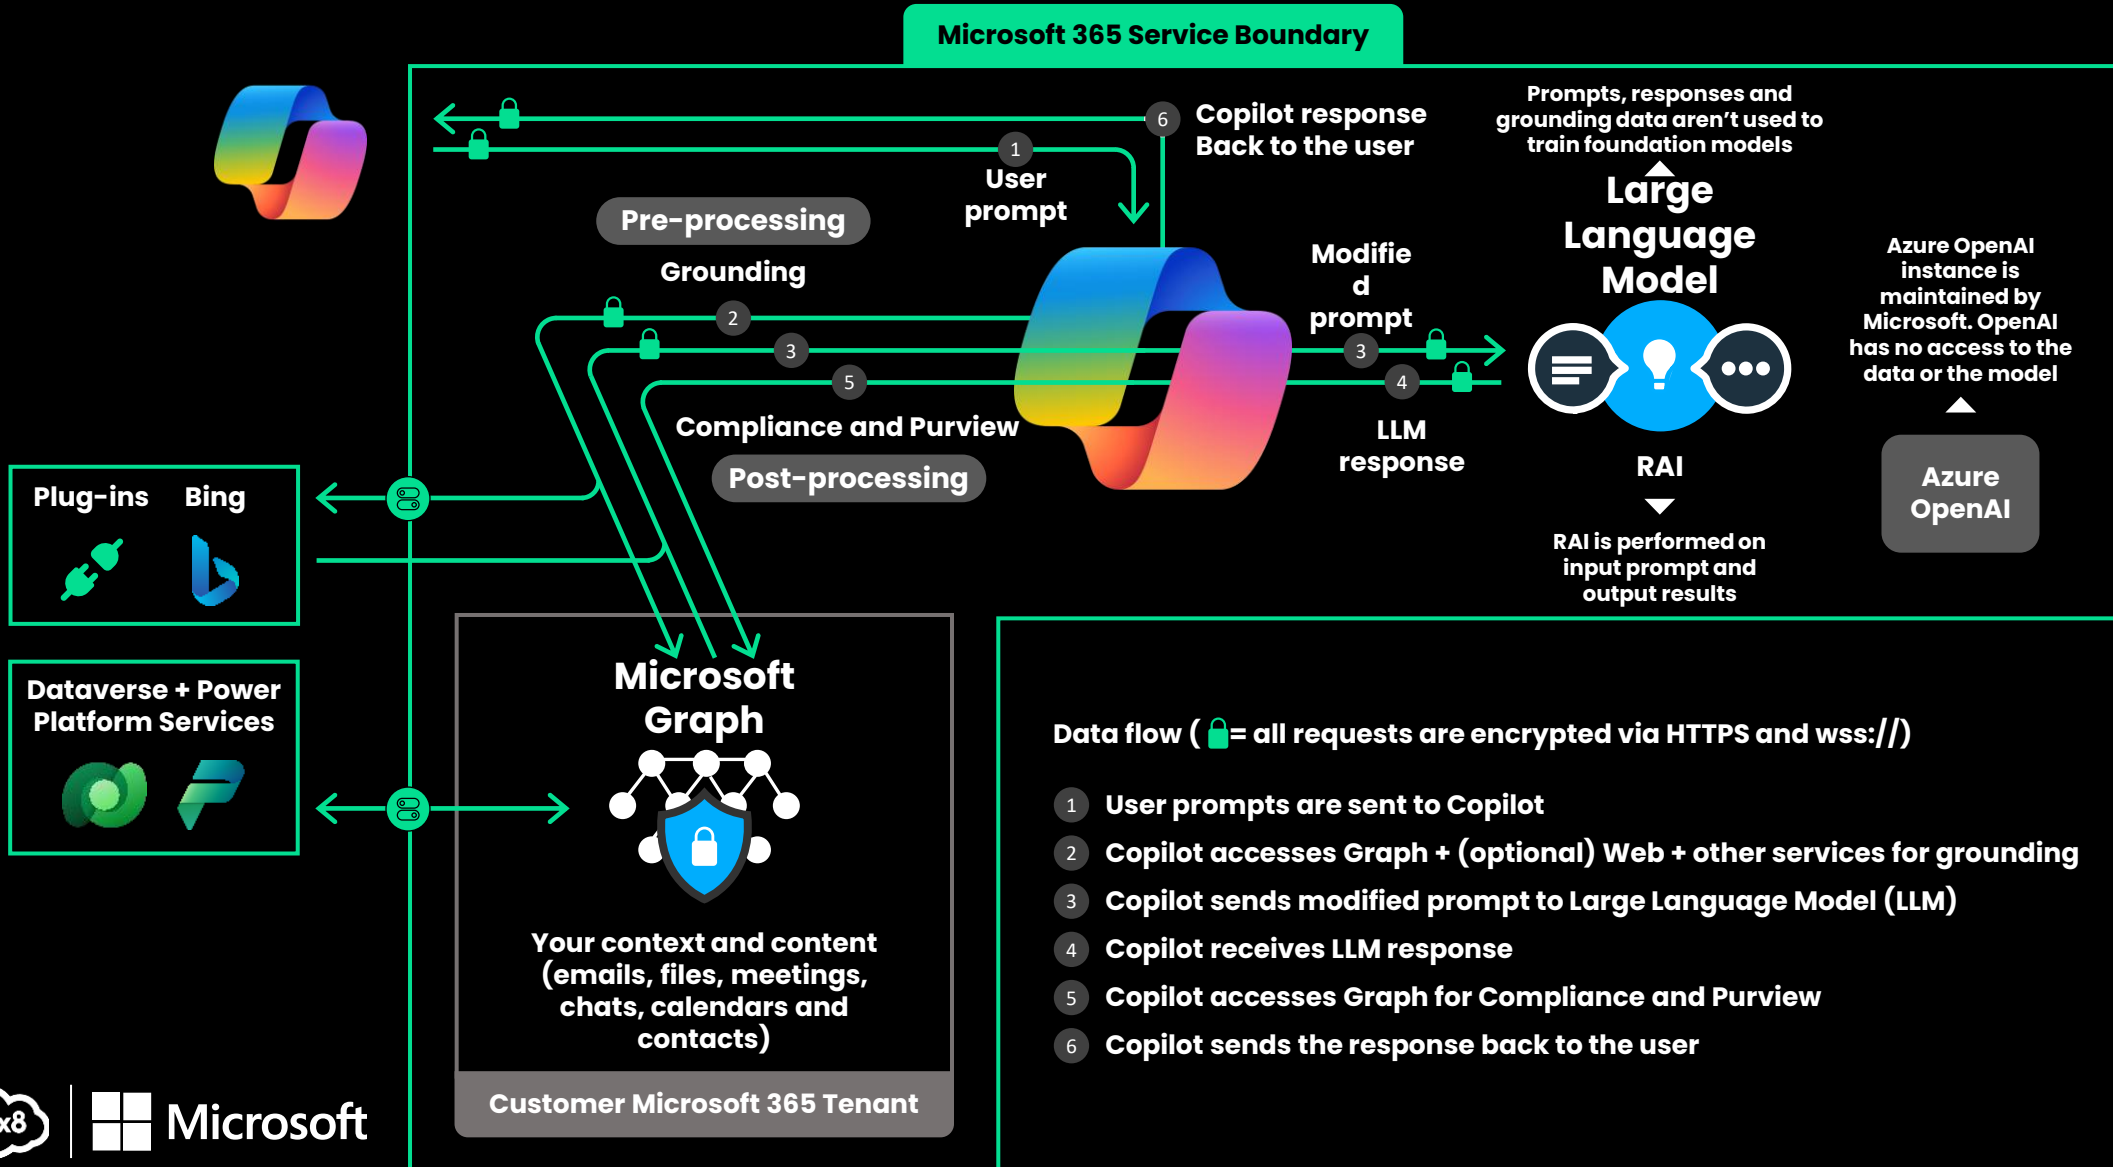 Microsoft 365 Service Boundary
6
Copilot response
Back to the user
1
User
prompt
Prompts, responses and
grounding data aren't used to
train foundation models
Large
Language
Model
Pre-processing
Grounding
2
3
5
Compliance and Purview
Post-processing
Modifie
d
prompt
3
4
LLM
response
RAI
RAI is performed on
input prompt and
output results
Azure OpenAI
instance is
maintained by
Microsoft. OpenAI
has no access to the
data or the model
Azure
OpenAI
Plug-ins
Bing
Dataverse + Power
Platform Services
Microsoft
Graph
Your context and content
(emails, files, meetings,
chats, calendars and
contacts)
Customer Microsoft 365 Tenant
Data flow ( = all requests are encrypted via HTTPS and wss://)
1 User prompts are sent to Copilot
2 Copilot accesses Graph + (optional) Web + other services for grounding
3 Copilot sends modified prompt to Large Language Model (LLM)
4 Copilot receives LLM response
5 Copilot accesses Graph for Compliance and Purview
6 Copilot sends the response back to the user
x8
Microsoft